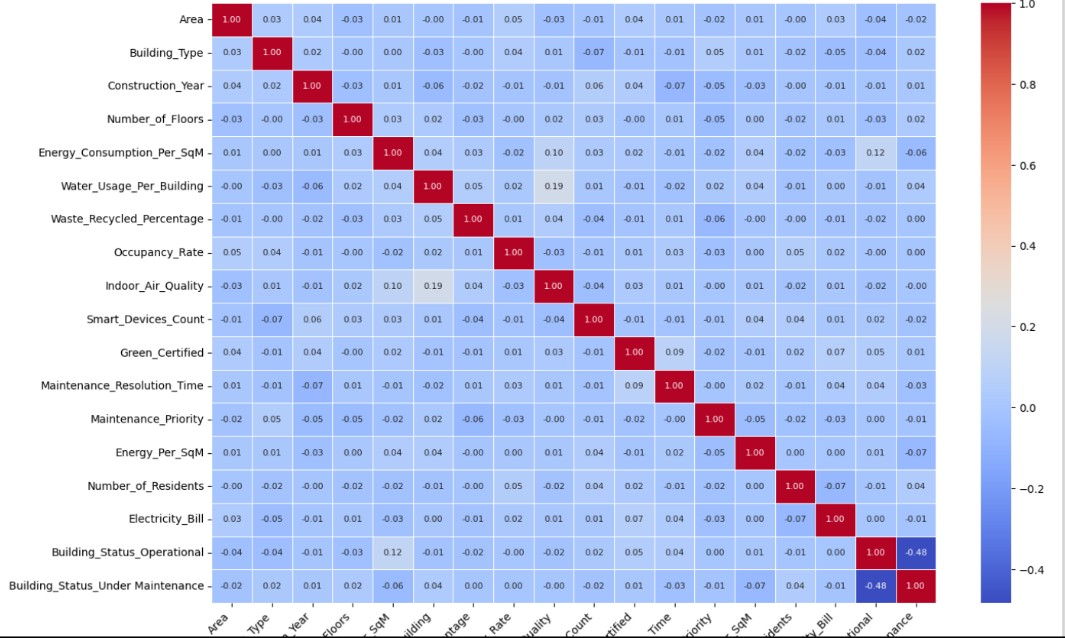 Area 1.00 0.03 0.04 -0.03 0.01 -0.00 -0.01 0.05 -0.03 -0.01 0.04 0.01 -0.02 0.01 -0.00 0.03 -0.04 -0.02 1.0
Building_Type 0.03 1.00 0.02 -0.00 0.00 -0.03 -0.00 0.04 0.01 -0.07 -0.01 -0.01 0.05 0.01 -0.02 -0.05 -0.04 0.02
Construction_Year 0.04 0.02 1.00 -0.03 0.01 -0.06 -0.02 -0.01 -0.01 0.06 0.04 -0.07 -0.05 -0.03 -0.00 -0.01 -0.01 0.01 0.8
Number_of_Floors -0.03 -0.00 -0.03 1.00 0.03 0.02 -0.03 -0.00 0.02 0.03 -0.00 0.01 -0.05 0.00 -0.02 0.01 -0.03 0.02
Energy_Consumption_Per_SqM 0.01 0.00 0.01 0.03 1.00 0.04 0.03 -0.02 0.10 0.03 0.02 -0.01 -0.02 0.04 -0.02 -0.03 0.12 -0.06 0.6
Water_Usage_Per_Building -0.00 -0.03 -0.06 0.02 0.04 1.00 0.05 0.02 0.19 0.01 -0.01 -0.02 0.02 0.04 -0.01 0.00 -0.01 0.04
Waste_Recycled_Percentage -0.01 -0.00 -0.02 -0.03 0.03 0.05 1.00 0.01 0.04 -0.04 -0.01 0.01 -0.06 -0.00 -0.00 -0.01 -0.02 0.00
Occupancy_Rate 0.05 0.04 -0.01 -0.00 -0.02 0.02 0.01 1.00 -0.03 -0.01 0.01 0.03 -0.03 0.00 0.05 0.02 -0.00 0.00 0.4
Indoor_Air_Quality -0.03 0.01 -0.01 0.02 0.10 0.19 0.04 -0.03 1.00 -0.04 0.03 0.01 -0.00 0.01 -0.02 0.01 -0.02 -0.00
Smart_Devices_Count -0.01 -0.07 0.06 0.03 0.03 0.01 -0.04 -0.01 -0.04 1.00 -0.01 -0.01 -0.01 0.04 0.04 0.01 0.02 -0.02 0.2
Green_Certified 0.04 -0.01 0.04 -0.00 0.02 -0.01 -0.01 0.01 0.03 -0.01 1.00 0.09 -0.02 -0.01 0.02 0.07 0.05 0.01
Maintenance_Resolution_Time 0.01 -0.01 -0.07 0.01 -0.01 -0.02 0.01 0.03 0.01 -0.01 0.09 1.00 -0.00 0.02 -0.01 0.04 0.04 -0.03 0.0
Maintenance_Priority -0.02 0.05 -0.05 -0.05 -0.02 0.02 -0.06 -0.03 -0.00 -0.01 -0.02 -0.00 1.00 -0.05 -0.02 -0.03 0.00 -0.01
Energy_Per_SqM 0.01 0.01 -0.03 0.00 0.04 0.04 -0.00 0.00 0.01 0.04 -0.01 0.02 -0.05 1.00 0.00 0.00 0.01 -0.07
Number_of_Residents -0.00 -0.02 -0.00 -0.02 -0.02 -0.01 -0.00 0.05 -0.02 0.04 0.02 -0.01 -0.02 0.00 1.00 -0.07 -0.01 0.04 −0.2
Electricity_Bill 0.03 -0.05 -0.01 0.01 -0.03 0.00 -0.01 0.02 0.01 0.01 0.07 0.04 -0.03 0.00 -0.07 1.00 0.00 -0.01
Building_Status_Operational -0.04 -0.04 -0.01 -0.03 0.12 -0.01 -0.02 -0.00 -0.02 0.02 0.05 0.04 0.00 0.01 -0.01 0.00 1.00 -0.48 −0.4
Building_Status_Under Maintenance -0.02 0.02 0.01 0.02 -0.06 0.04 0.00 0.00 -0.00 -0.02 0.01 -0.03 -0.01 -0.07 0.04 -0.01 -0.48 1.00
Area Type _Year Floors _SqM ilding ntage _Rate uality Count rtified Time riority _SqM idents y_Bill tional nance